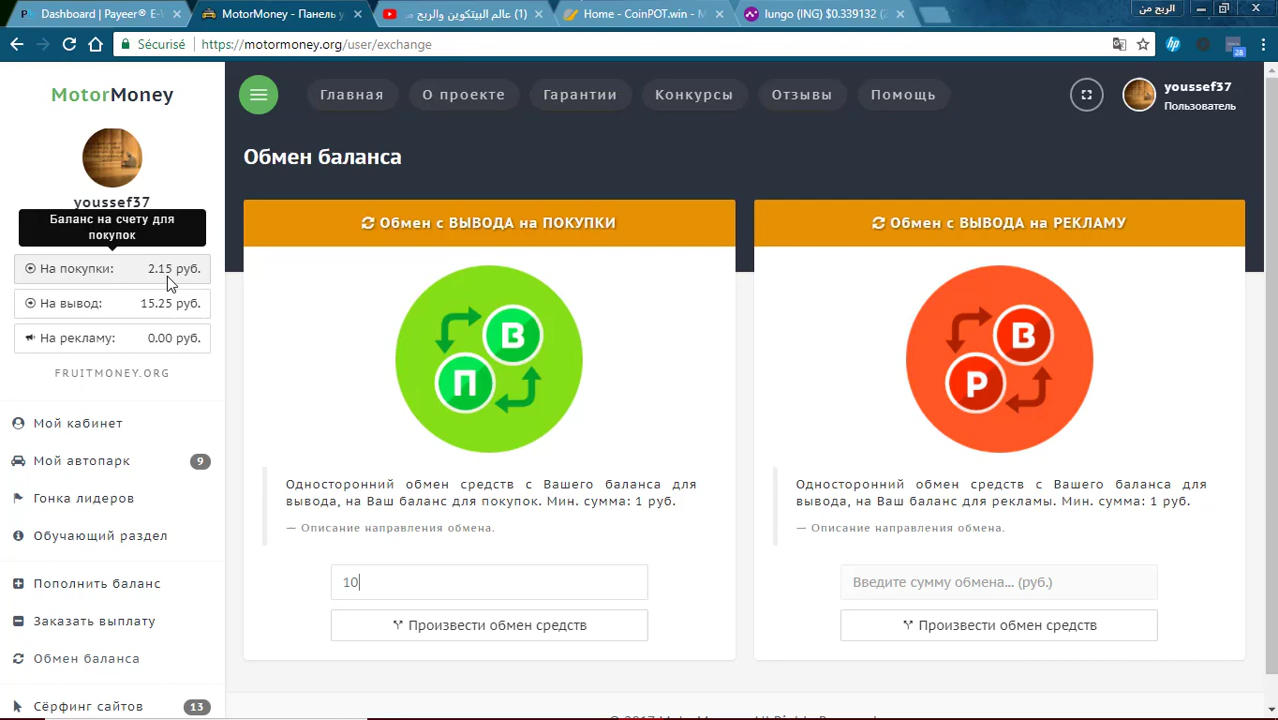 Dashboard | Payeer® E-W
MotorMoney - Панель у
(1) عالم البيتكوين والربح م
Home - CoinPOT.win -
lungo (ING) $0.339132 (2
الربح من
Sécurisé
https://motormoney.org/user/exchange
28
MotorMoney
youssef37
Баланс на счету для
покупок
На покупки: 2.15 руб.
На вывод: 15.25 руб.
На рекламу: 0.00 руб.
FRUITMONEY.ORG
Мой кабинет
Мой автопарк 9
Гонка лидеров
Обучающий раздел
Пополнить баланс
Заказать выплату
Обмен баланса
Сёрфинг сайтов 13
Главная
О проекте
Гарантии
Конкурсы
Отзывы
Помощь
youssef37
Пользователь
Обмен баланса
Обмен с ВЫВОДА на ПОКУПКИ
В
П
Односторонний обмен средств с Вашего баланса для
вывода, на Ваш баланс для покупок. Мин. сумма: 1 руб.
— Описание направления обмена.
10
Произвести обмен средств
Обмен с ВЫВОДА на РЕКЛАМУ
В
Р
Односторонний обмен средств с Вашего баланса для
вывода, на Ваш баланс для рекламы. Мин. сумма: 1 руб.
— Описание направления обмена.
Введите сумму обмена... (руб.)
Произвести обмен средств